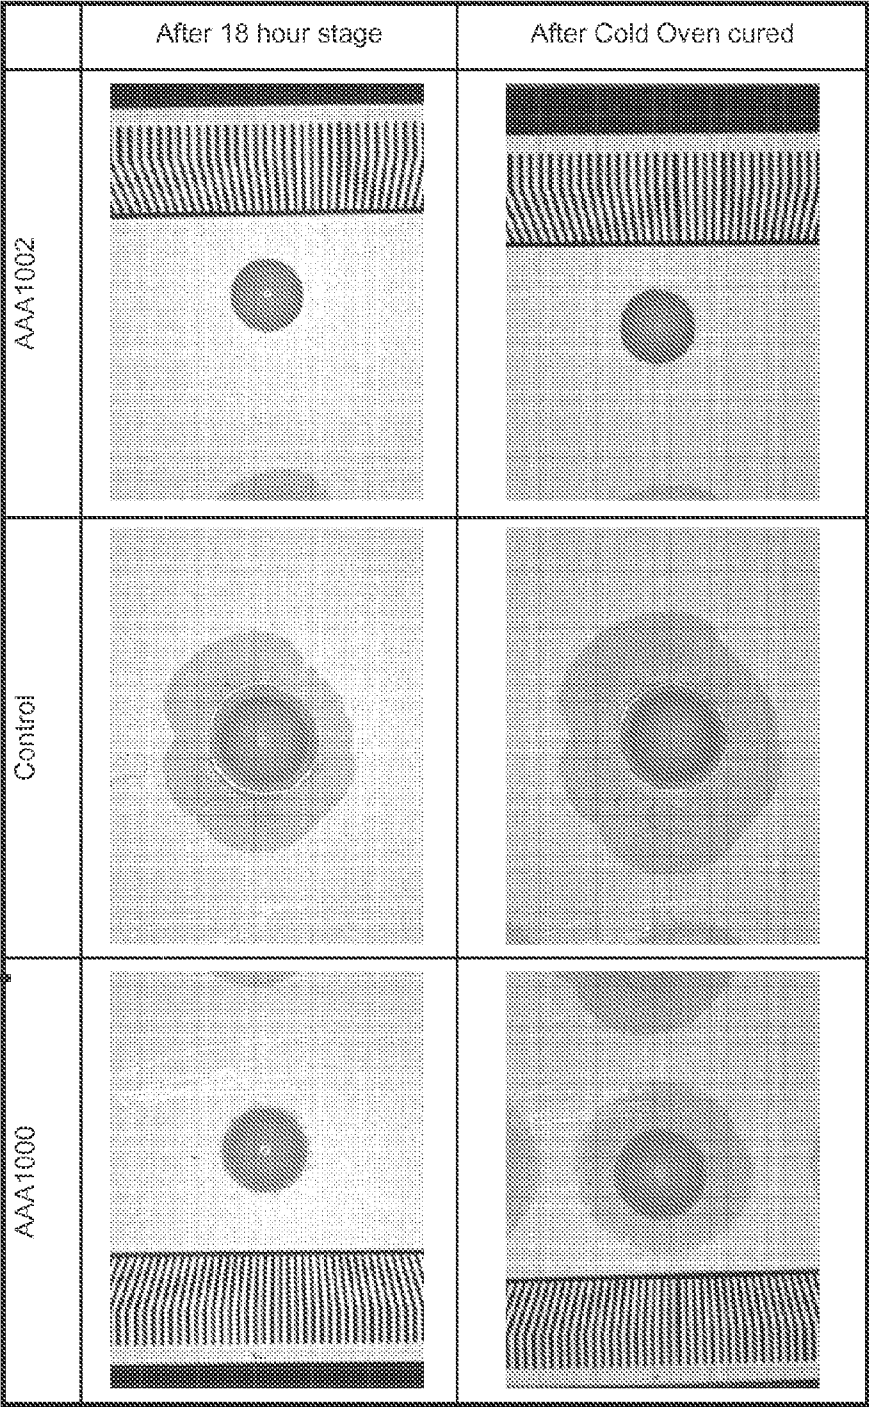 After 18 hour stage
After Cold Oven cured
AAA1002
Control
AAA1000